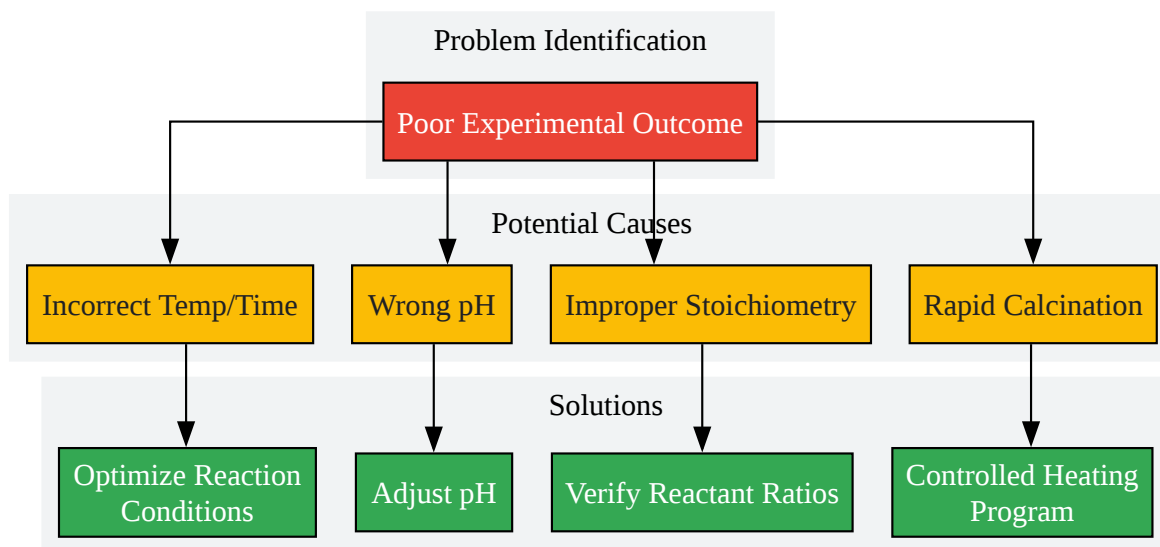 Problem Identification
Poor Experimental Outcome
Potential Causes
Incorrect Temp/Time
Wrong pH
Improper Stoichiometry
Rapid Calcination
Solutions
Optimize Reaction
Conditions
Adjust pH
Verify Reactant Ratios
Controlled Heating
Program